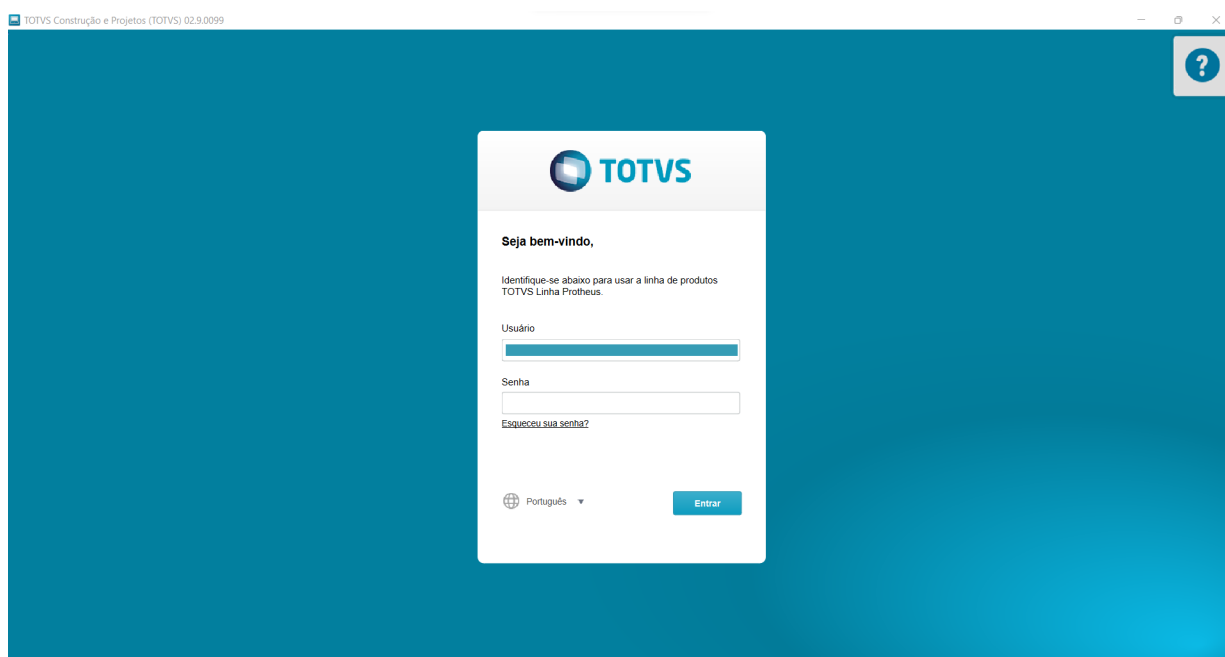 TOTVS Construção e Projetos (TOTVS) 02.9.0099
?
TOTVS
Seja bem-vindo,
Identifique-se abaixo para usar a linha de produtos
TOTVS Linha Protheus.
Usuário
Senha
Esqueceu sua senha?
Português
Entrar